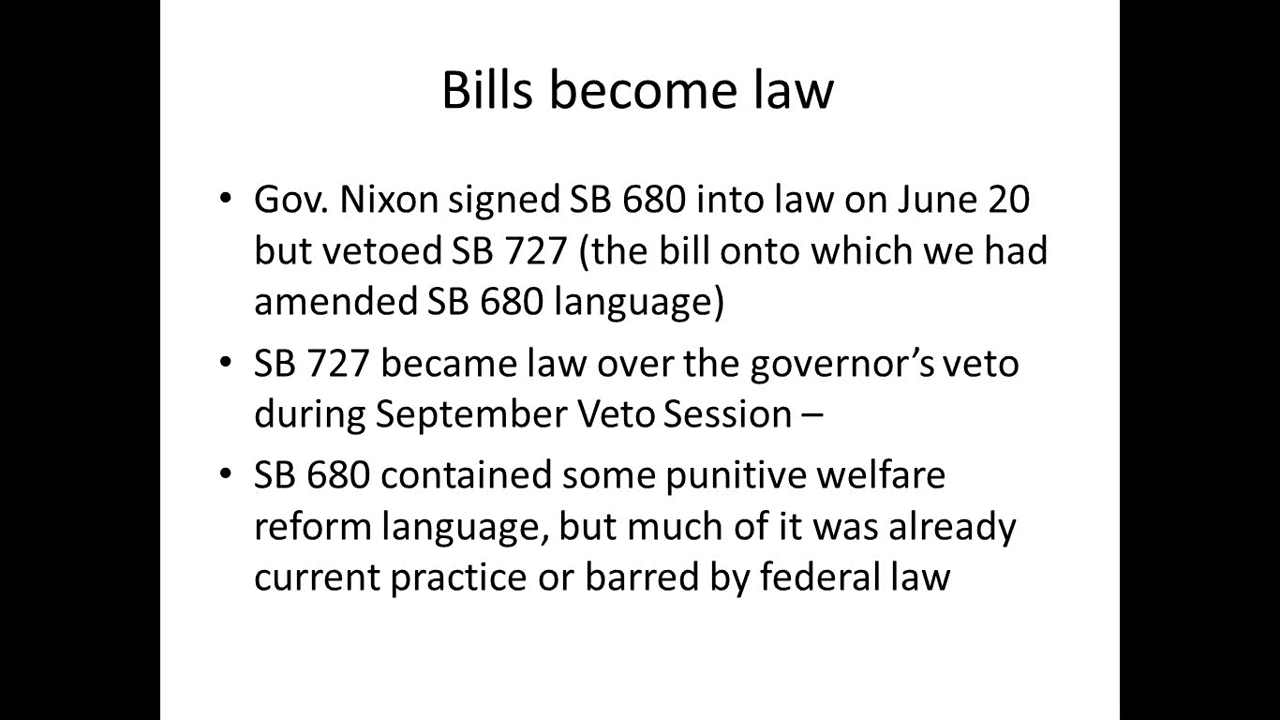 Bills become law
• Gov. Nixon signed SB 680 into law on June 20
but vetoed SB 727 (the bill onto which we had
amended SB 680 language)
• SB 727 became law over the governor’s veto
during September Veto Session –
• SB 680 contained some punitive welfare
reform language, but much of it was already
current practice or barred by federal law